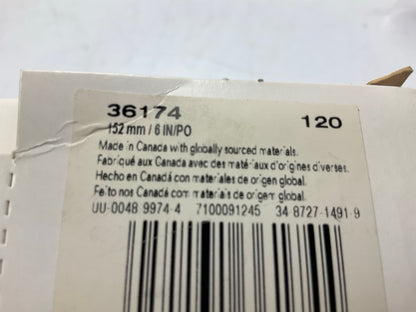 36174 120
152 mm / 6 IN/PO
Made in Canada with globally sourced materials.
Fabriqué aux Canada avec des matériaux d'origines diverses.
Hecho en Canadá con materiales de origen global.
Feito nos Canadá com materiais de origem global.
UU-0048 9974-4 7100091245 34-8727-1491-9